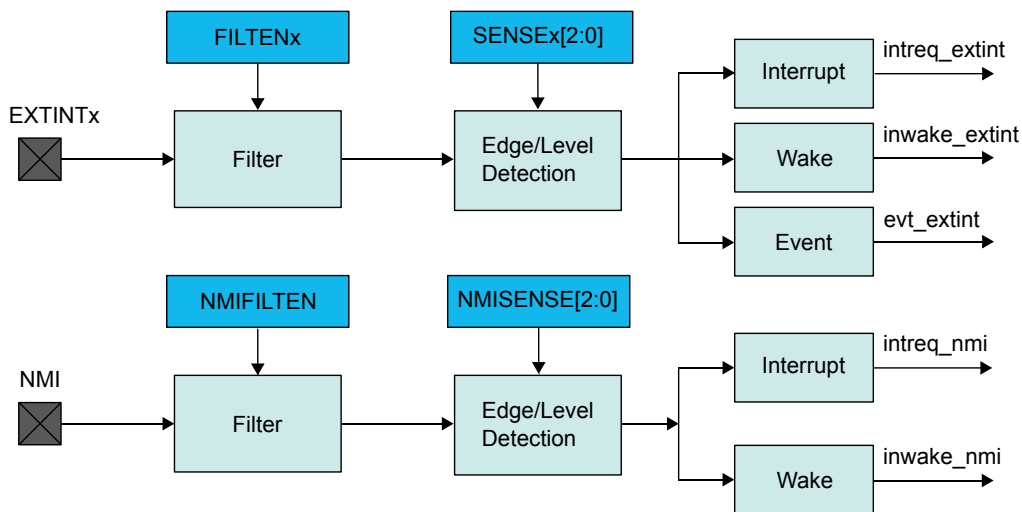 FILTENx
SENSEx[2:0]
intreq_extint
Interrupt
EXTINTx
inwake_extint
Filter
Edge/Level
Detection
Wake
evt_extint
Event
NMIFILTEN
NMISENSE[2:0]
intreq_nmi
Interrupt
NMI
Filter
Edge/Level
Detection
inwake_nmi
Wake